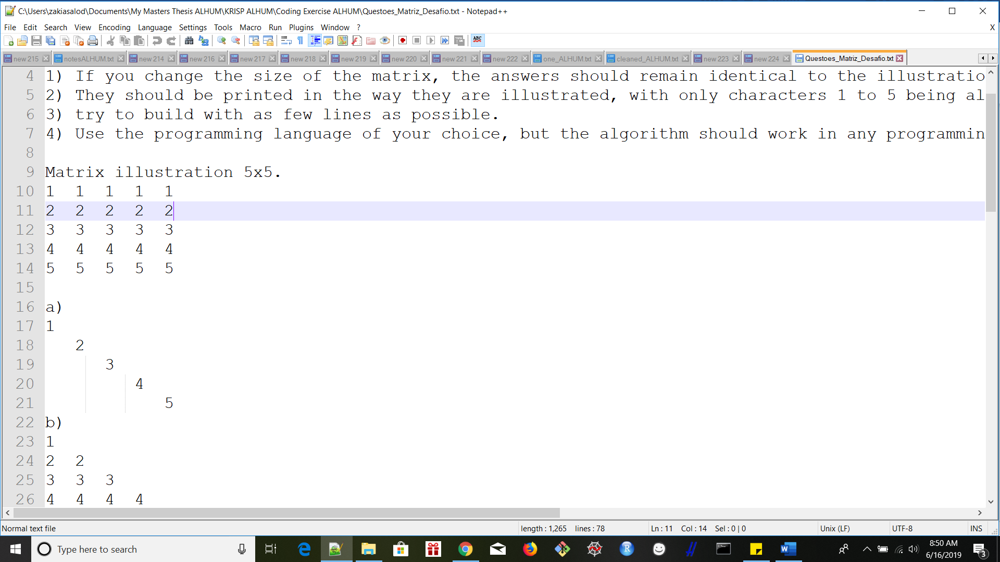 C:\Users\zakiasalod\Documents\My Masters Thesis ALHUM\KRISP ALHUM\Coding Exercise ALHUM\Questoes_Matriz_Desafio.txt - Notepad++
File Edit Search View Encoding Language Settings Tools Macro Run Plugins Window ? X
ABC
new 215 notesALHUM.txt new 214 new 216 new 217 new 218 new 219 new 220 new 221 new 222 one_ALHUM.txt cleaned_ALHUM.txt new 223 new 224 Questoes_Matriz_Desafio.txt
4 1) If you change the size of the matrix, the answers should remain identical to the illustratio
5 2) They should be printed in the way they are illustrated, with only characters 1 to 5 being al
6 3) try to build with as few lines as possible.
7 4) Use the programming language of your choice, but the algorithm should work in any programmin
8
9 Matrix illustration 5x5.
10 1 1 1 1 1
11 2 2 2 2 2
12 3 3 3 3 3
13 4 4 4 4 4
14 5 5 5 5 5
15
16 a)
17 1
18 2
19 3
20 4
21 5
22 b)
23 1
24 2 2
25 3 3 3
26 4 4 4 4
Normal text file length : 1,265 lines : 78 Ln : 11 Col : 14 Sel : 0 | 0 Unix (LF) UTF-8 INS
Type here to search
8:50 AM
6/16/2019
3